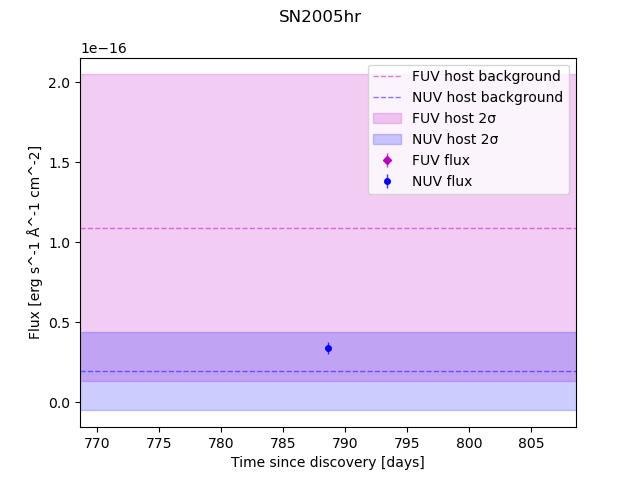 SN2005hr
1e−16
FUV host background
NUV host background
FUV host 2σ
NUV host 2σ
FUV flux
NUV flux
2.0
1.5
1.0
0.5
0.0
Flux [erg s^-1 Å^-1 cm^-2]
770 775 780 785 790 795 800 805
Time since discovery [days]